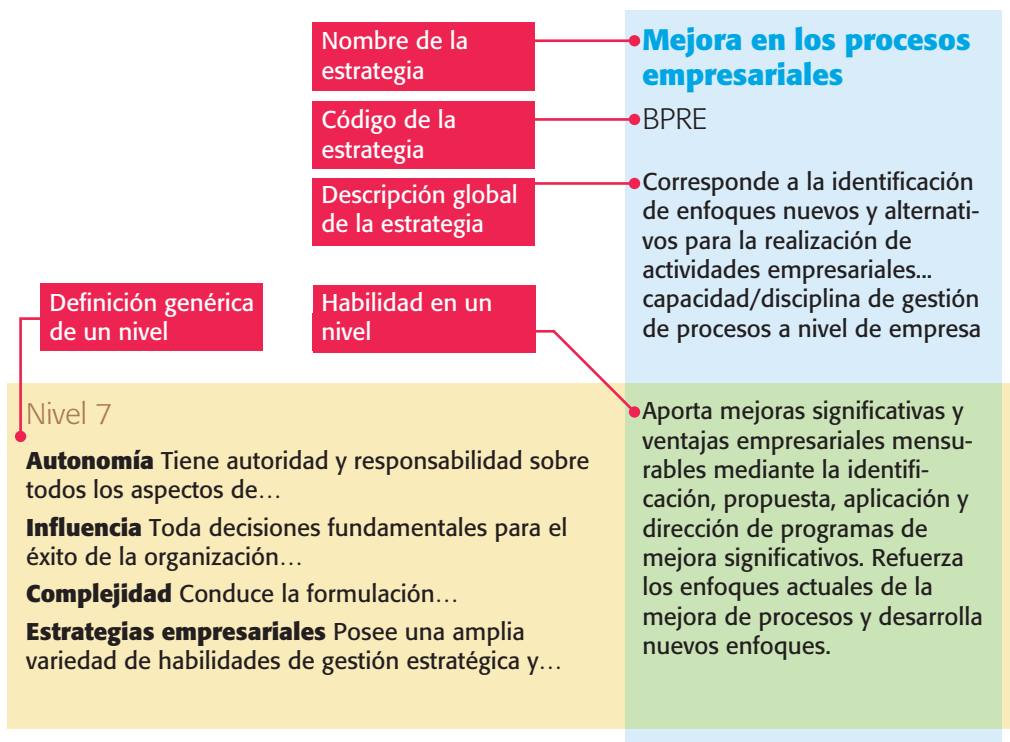 Nombre de la
estrategia
Mejora en los procesos
empresariales
Código de la
estrategia
BPRE
Descripción global
de la estrategia
Corresponde a la identificación
de enfoques nuevos y alternati-
vos para la realización de
actividades empresariales...
capacidad/disciplina de gestión
de procesos a nivel de empresa
Definición genérica
de un nivel
Habilidad en un
nivel
Nivel 7
Autonomía Tiene autoridad y responsabilidad sobre
todos los aspectos de…
Influencia Toda decisiones fundamentales para el
éxito de la organización…
Complejidad Conduce la formulación…
Estrategias empresariales Posee una amplia
variedad de habilidades de gestión estratégica y…
Aporta mejoras significativas y
ventajas empresariales mensu-
rables mediante la identifi-
cación, propuesta, aplicación y
dirección de programas de
mejora significativos. Refuerza
los enfoques actuales de la
mejora de procesos y desarrolla
nuevos enfoques.